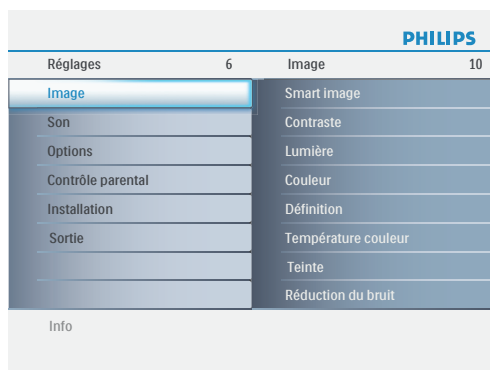 PHILIPS
Réglages 6 Image 10
Image Smart image
Son Contraste
Options Lumière
Contrôle parental Couleur
Installation Définition
Sortie Température couleur
Teinte
Réduction du bruit
Info